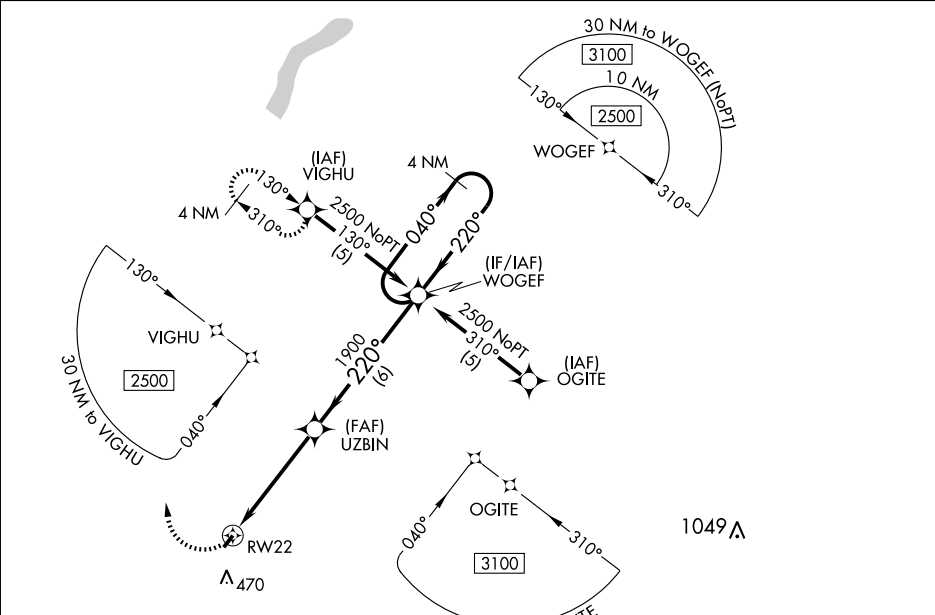 30 NM to WOGEF (NoPT)
3100
10 NM
2500
130°
WOGEF
310°
(IAF)
VIGHU
4 NM
130°
310°
4 NM
2500 NoPT
130°
(5)
040°
220°
(IF/IAF)
WOGEF
2500 NoPT
310°
(5)
(IAF)
OGITE
130°
VIGHU
2500
040°
30 NM to VIGHU
1900
220°
(6)
(FAF)
UZBIN
RW22
470
OGITE
040°
310°
3100
1049